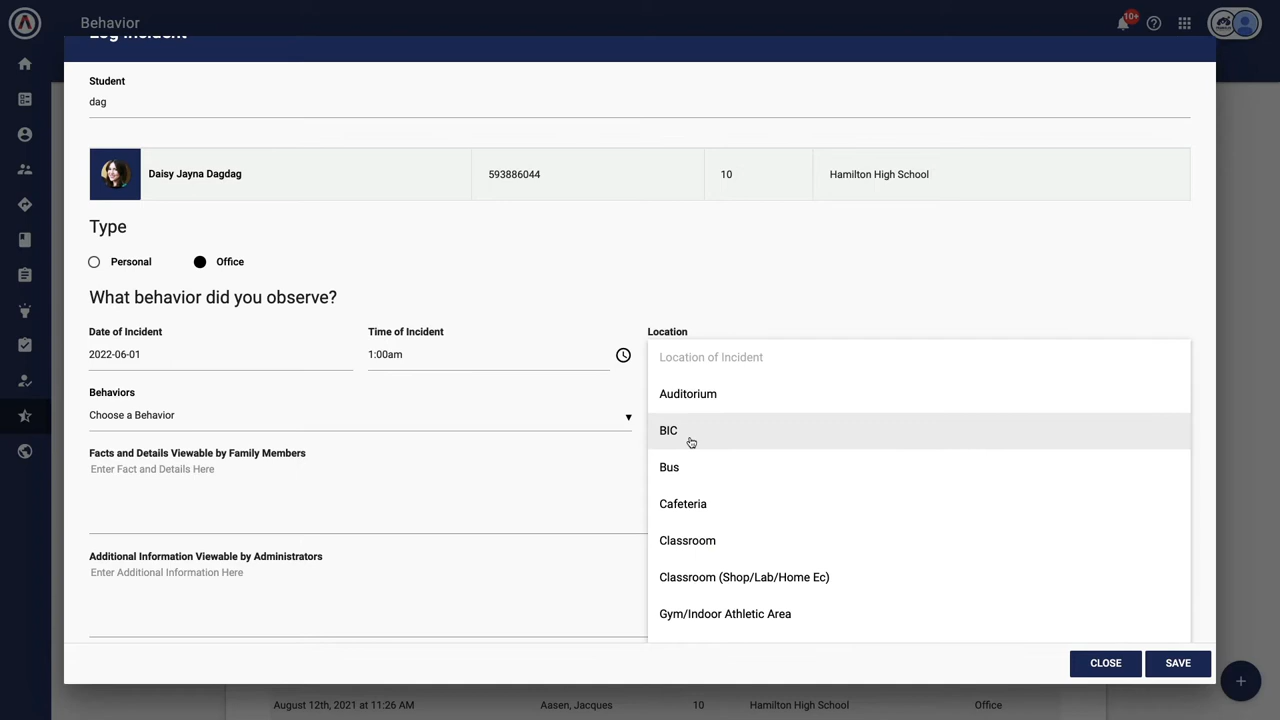 Behavior
10+
Log Incident
Student
dag
Daisy Jayna Dagdag 593886044 10 Hamilton High School
Type
Personal Office
What behavior did you observe?
Date of Incident Time of Incident Location
2022-06-01 1:00am Location of Incident
Auditorium
Behaviors
Choose a Behavior
BIC
Facts and Details Viewable by Family Members
Enter Fact and Details Here
Bus
Cafeteria
Classroom
Additional Information Viewable by Administrators
Enter Additional Information Here
Classroom (Shop/Lab/Home Ec)
Gym/Indoor Athletic Area
CLOSE SAVE
August 12th, 2021 at 11:26 AM Aasen, Jacques 10 Hamilton High School Office